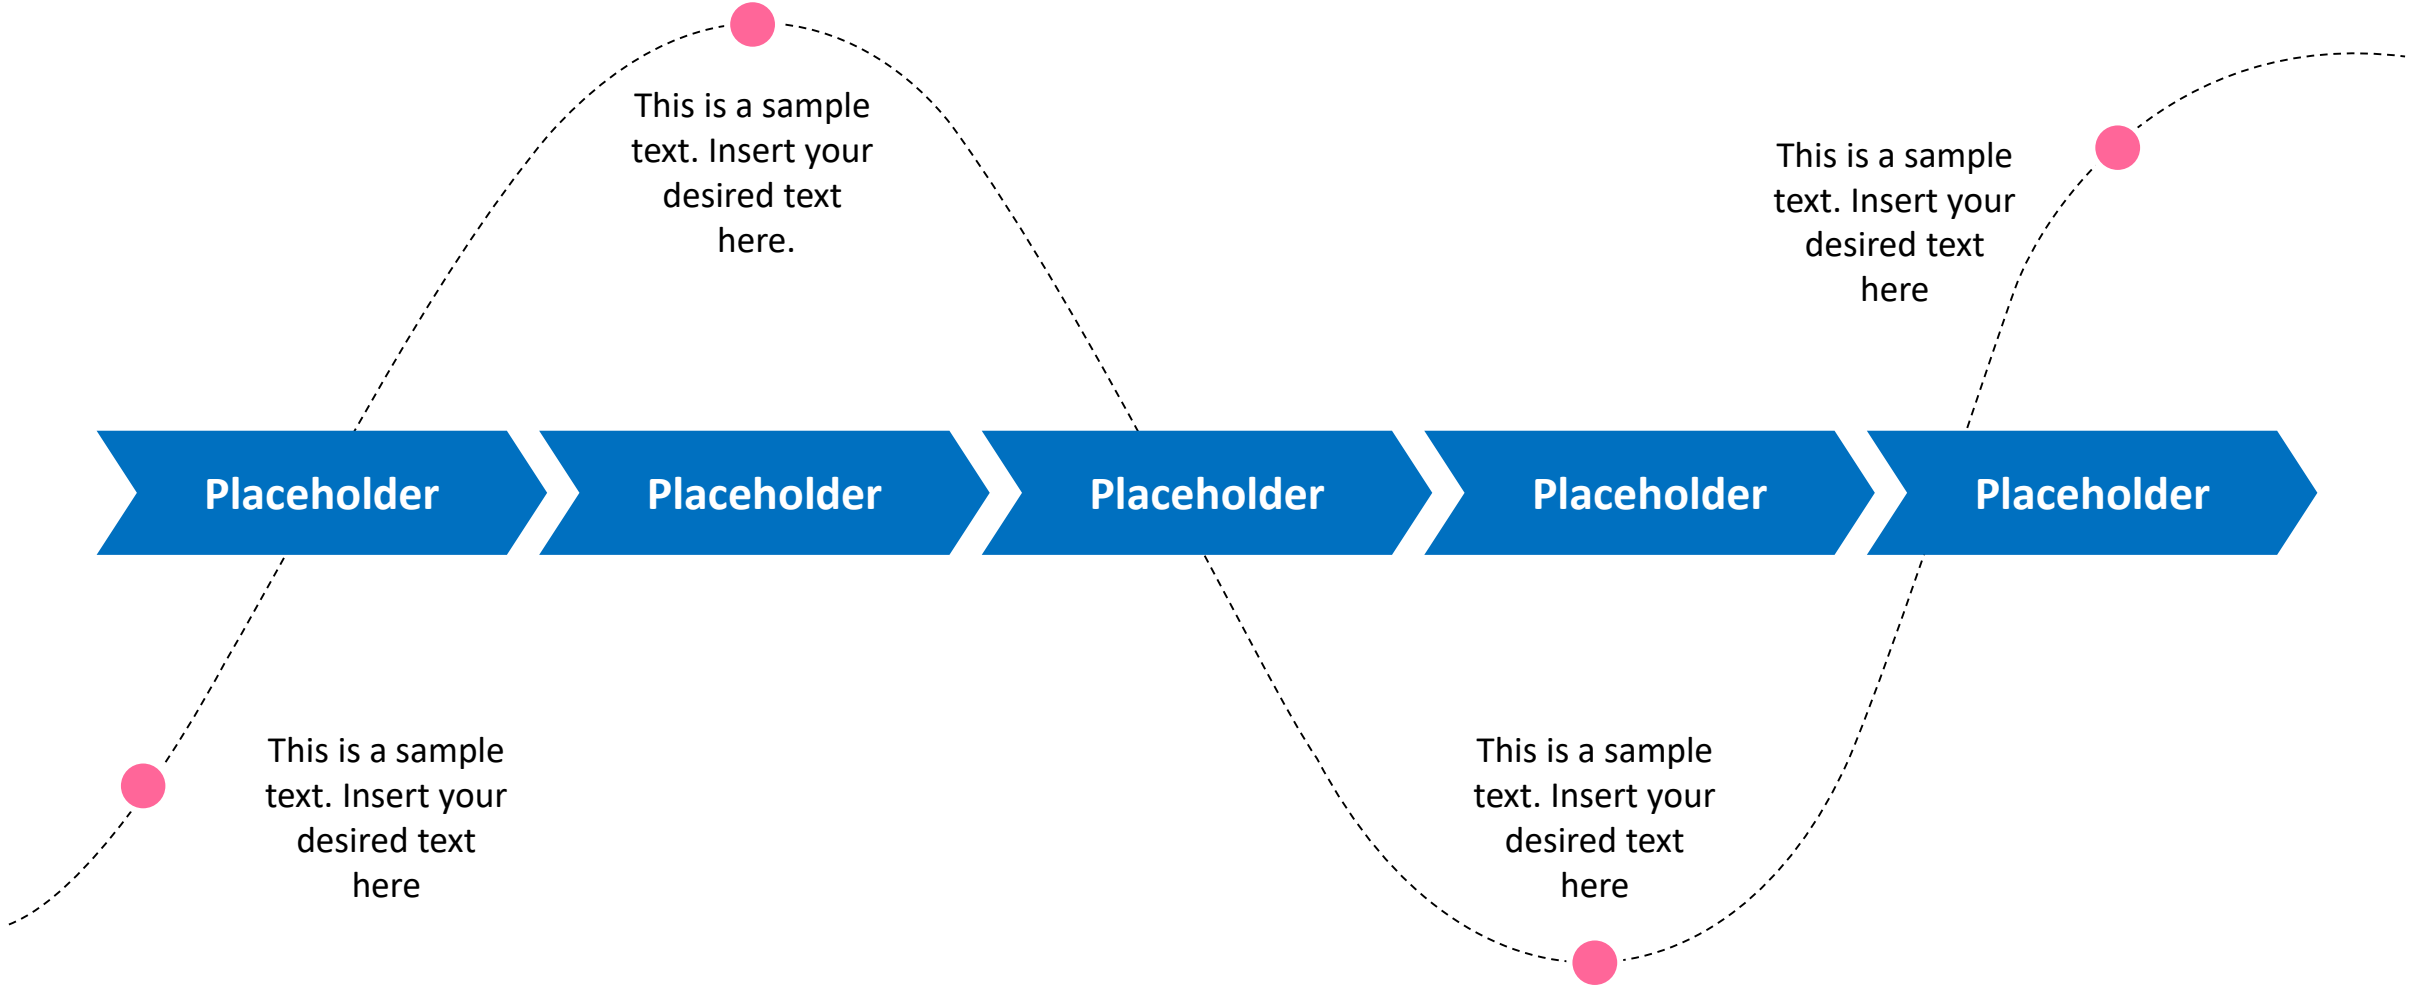 This is a sample
text. Insert your
desired text
here.
This is a sample
text. Insert your
desired text
here
Placeholder
Placeholder
Placeholder
Placeholder
Placeholder
This is a sample
text. Insert your
desired text
here
This is a sample
text. Insert your
desired text
here